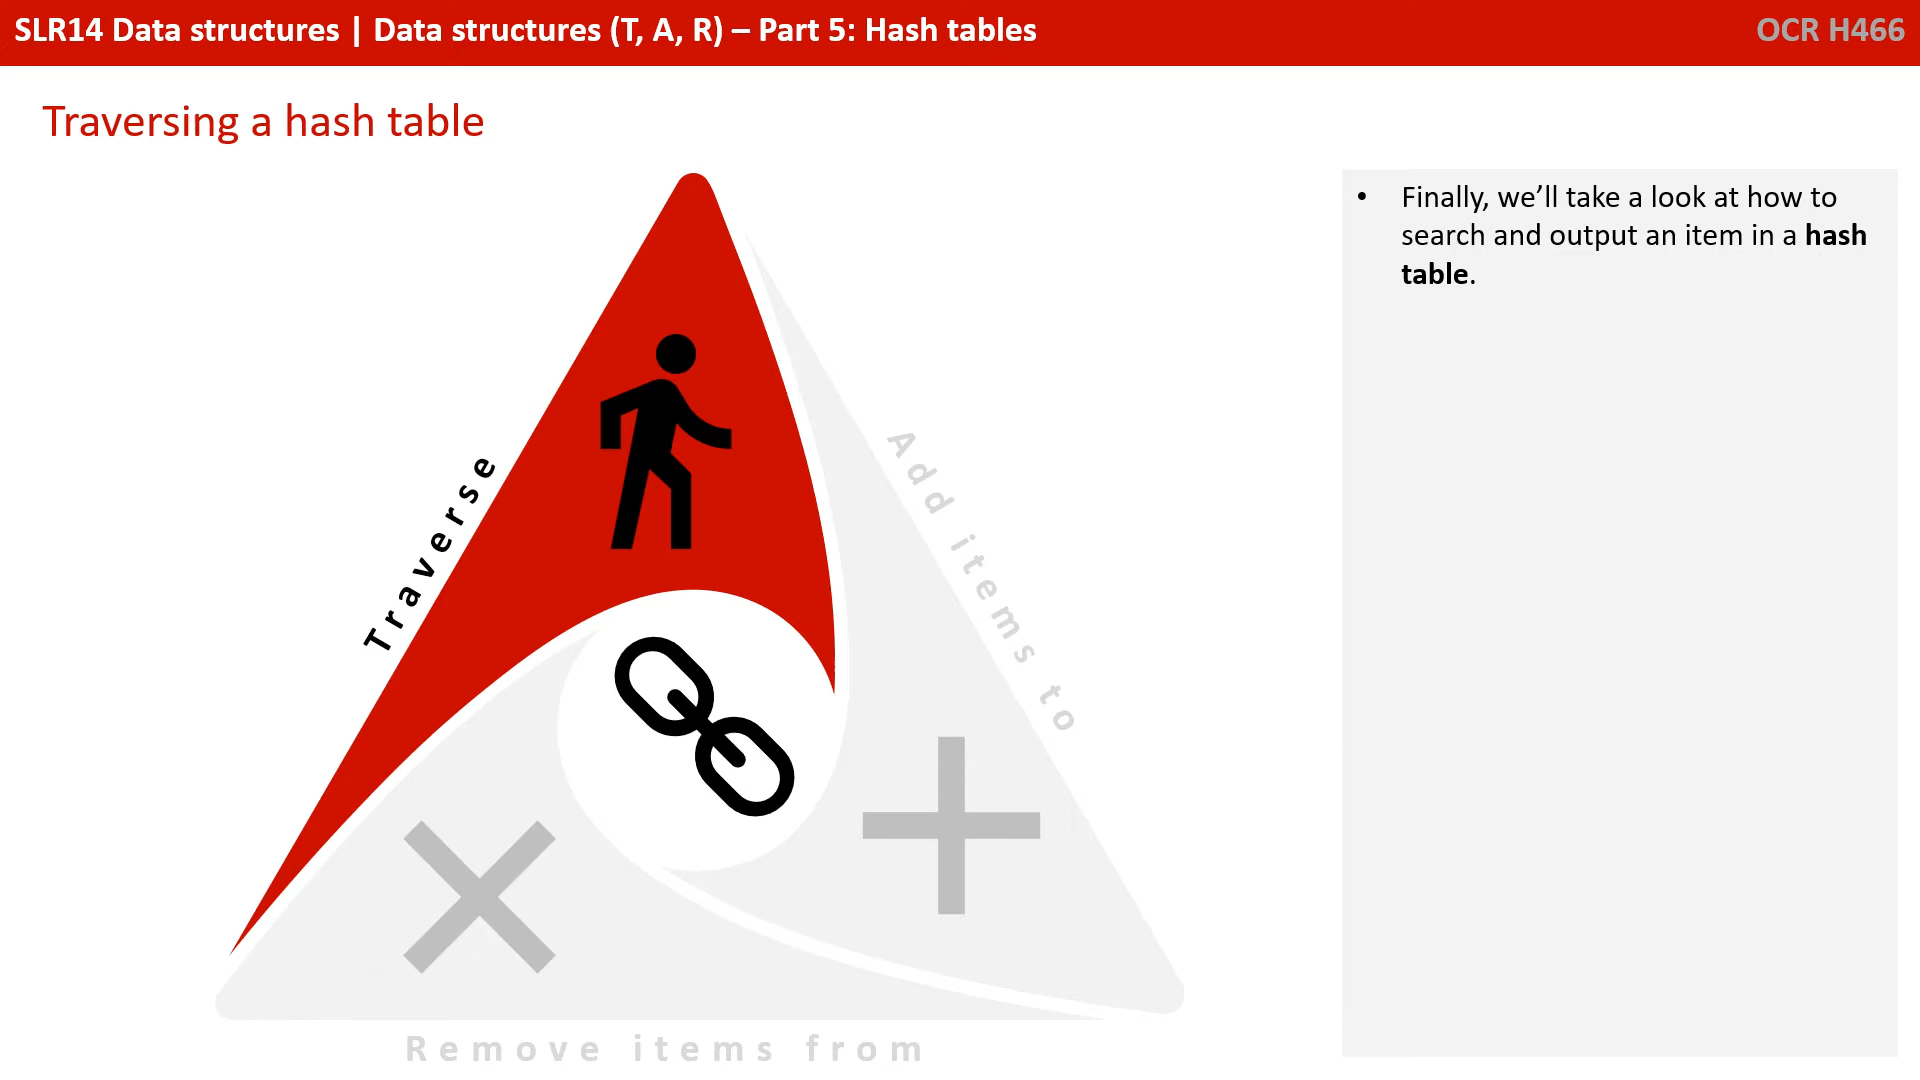 SLR14 Data structures | Data structures (T, A, R) – Part 5: Hash tables
OCR H466
Traversing a hash table
• Finally, we’ll take a look at how to
search and output an item in a hash
table.
Traverse
Add items to
Remove items from